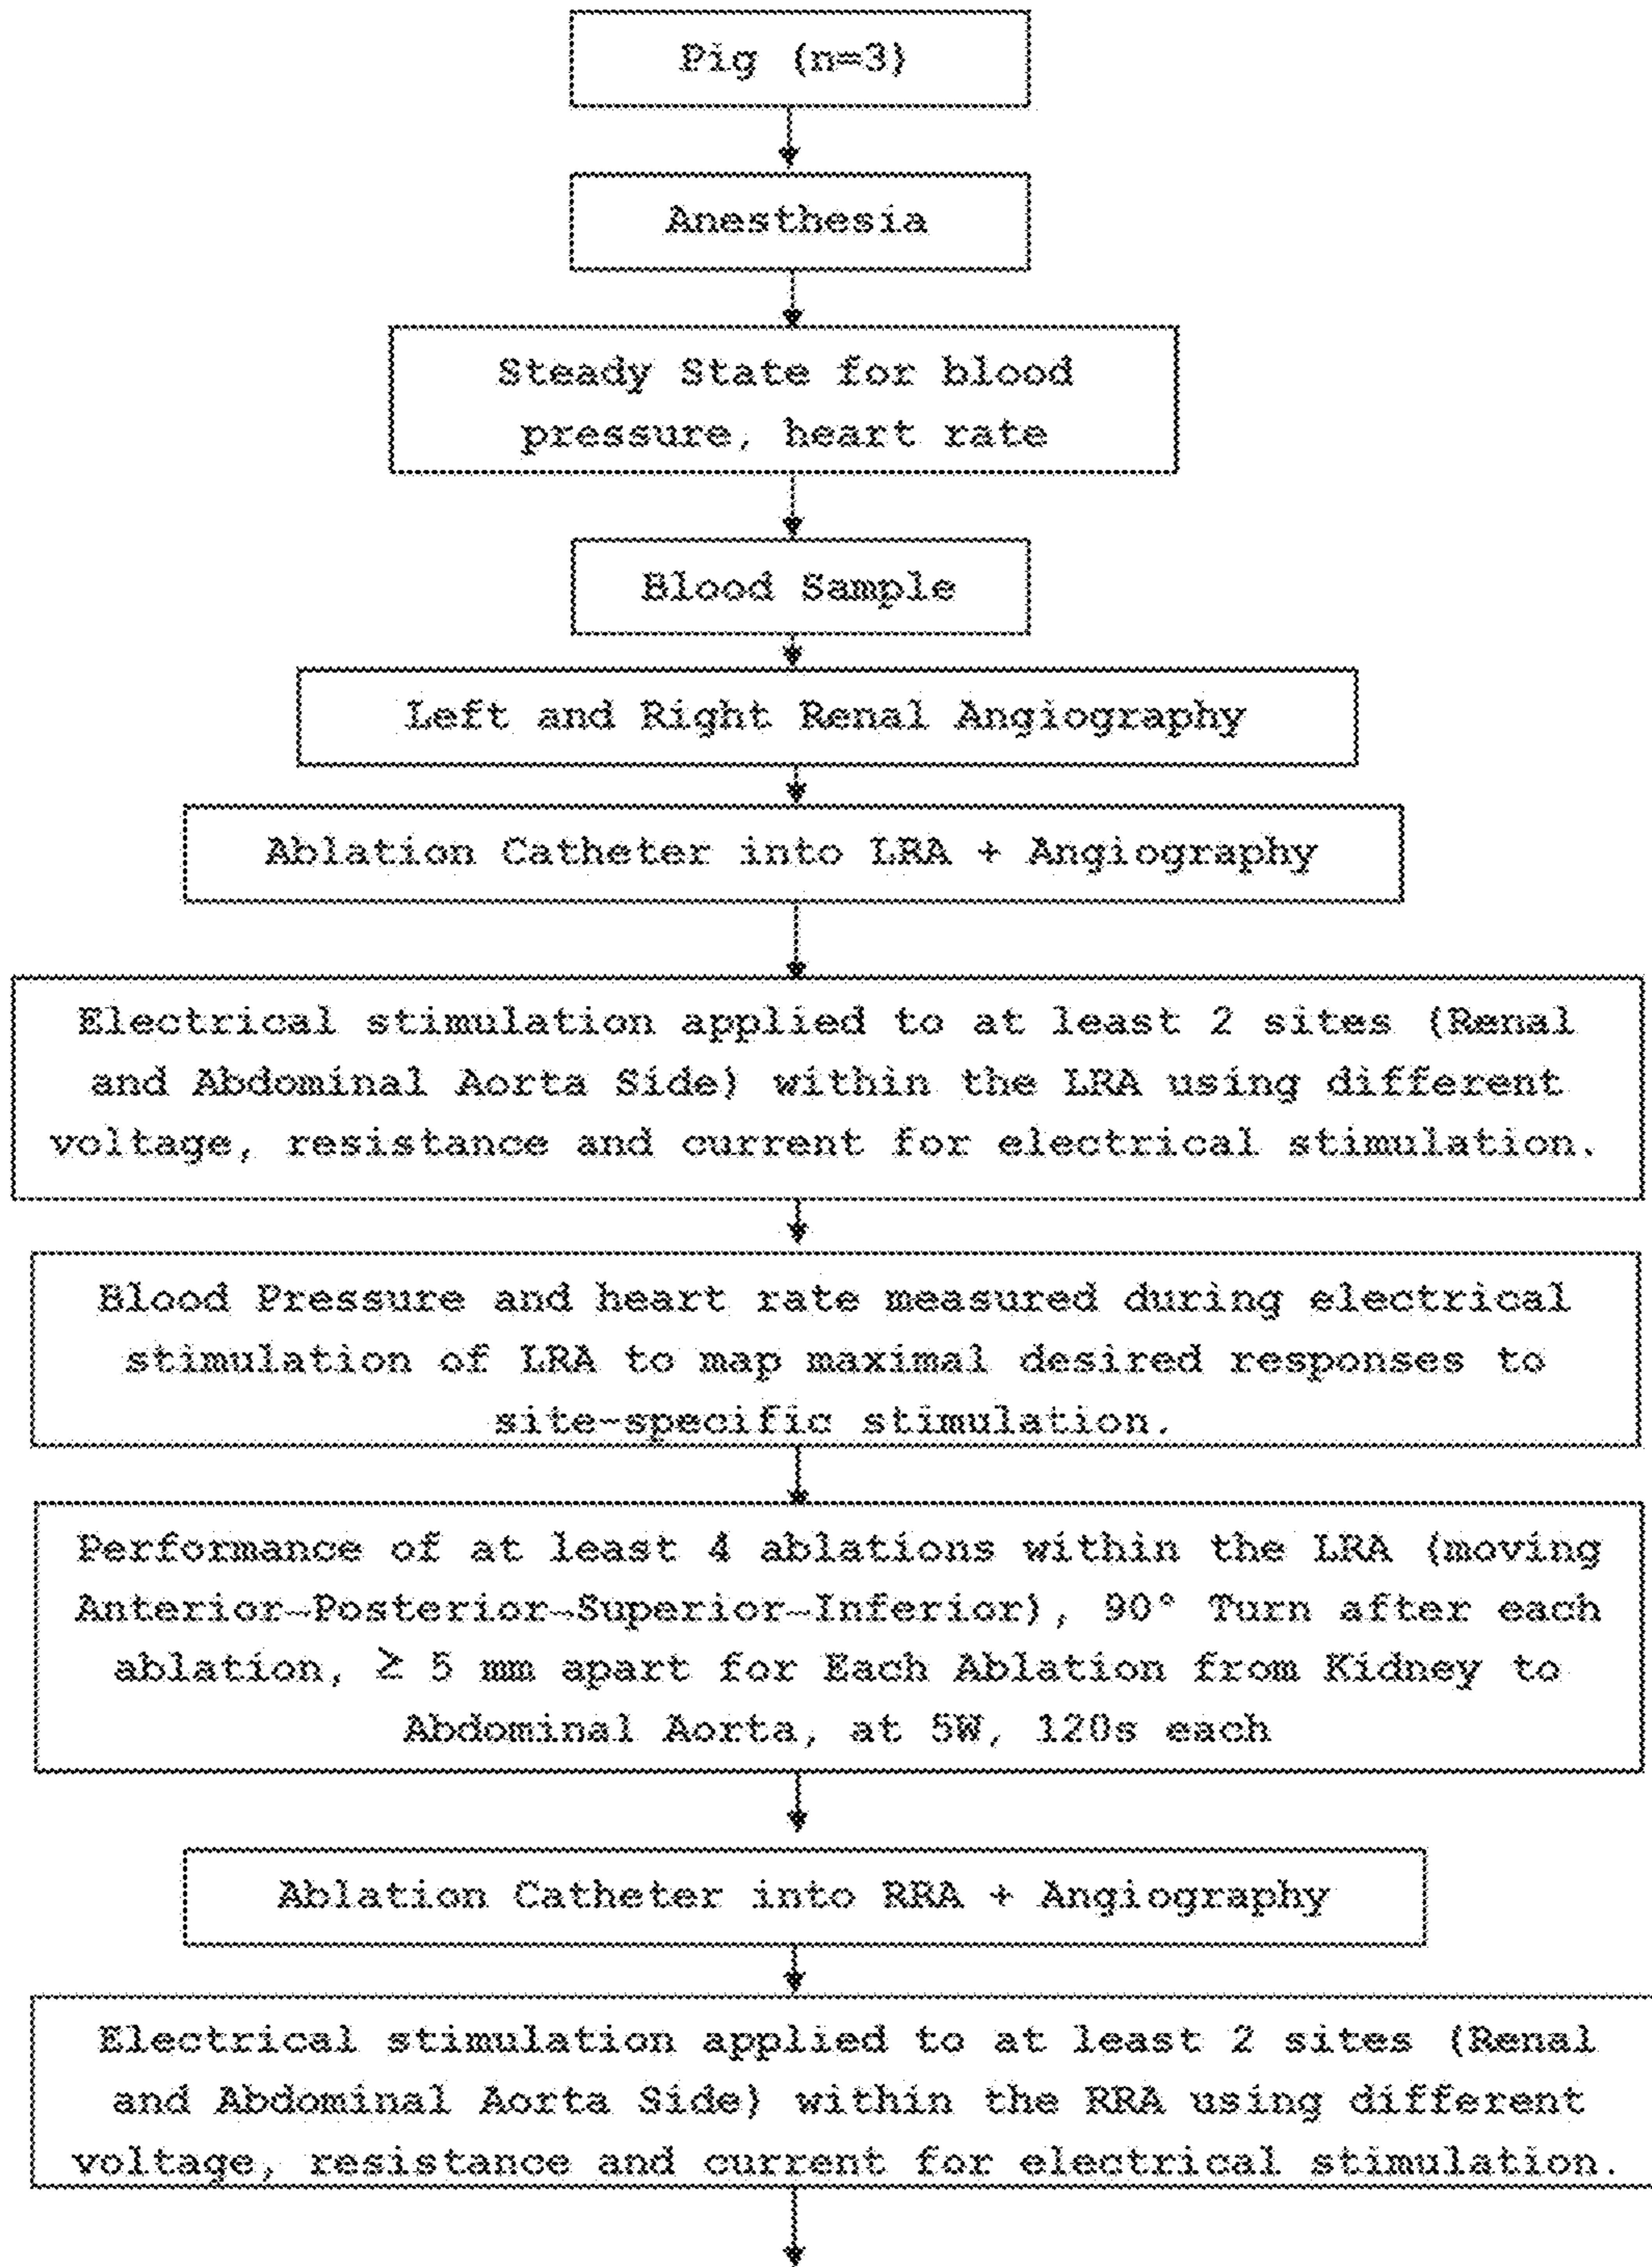 Pig (n=3)
Anesthesia
Steady State for blood
pressure, heart rate
Blood Sample
Left and Right Renal Angiography
Ablation Catheter into LRA + Angiography
Electrical stimulation applied to at least 2 sites (Renal
and Abdominal Aorta Side) within the LRA using different
voltage, resistance and current for electrical stimulation.
Blood Pressure and heart rate measured during electrical
stimulation of LRA to map maximal desired responses to
site-specific stimulation.
Performance of at least 4 ablations within the LRA (moving
Anterior→Posterior→Superior→Inferior), 90° Turn after each
ablation, ≥ 5 mm apart for Each Ablation from Kidney to
Abdominal Aorta, at 5W, 120s each
Ablation Catheter into RRA + Angiography
Electrical stimulation applied to at least 2 sites (Renal
and Abdominal Aorta Side) within the RRA using different
voltage, resistance and current for electrical stimulation.